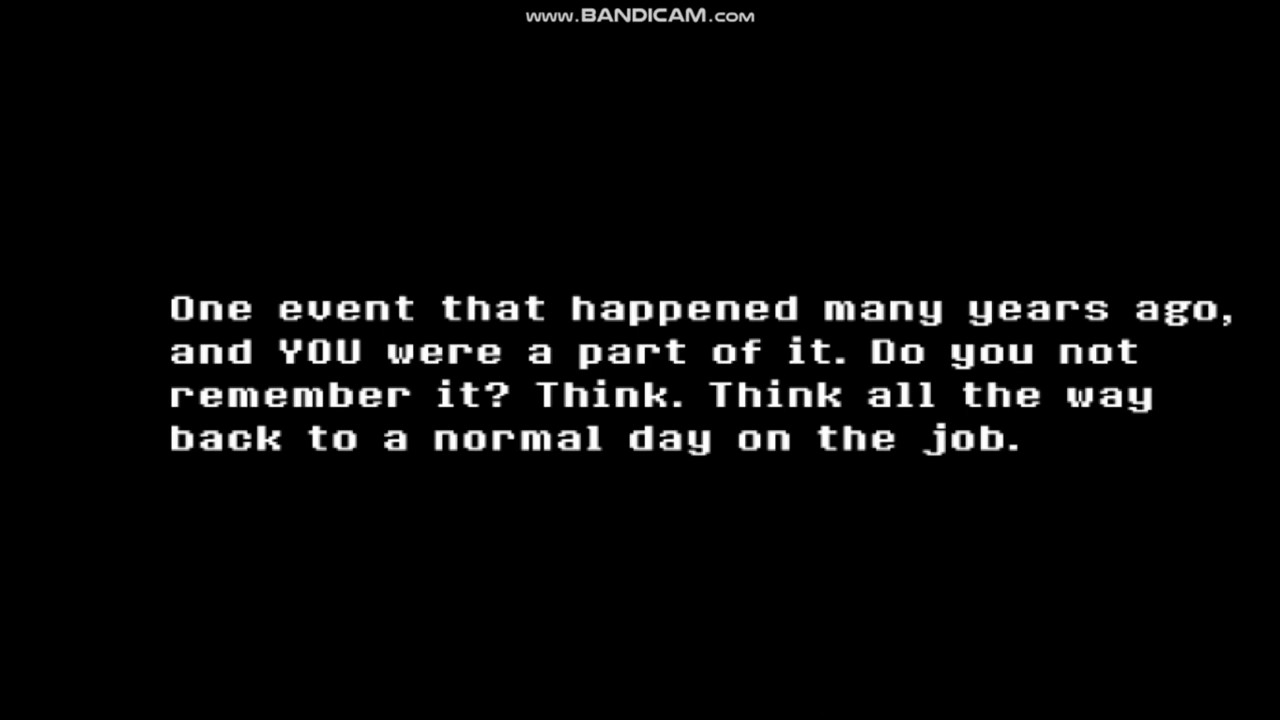 www.BANDICAM.com
One event that happened many years ago,
and YOU were a part of it. Do you not
remember it? Think. Think all the way
back to a normal day on the job.